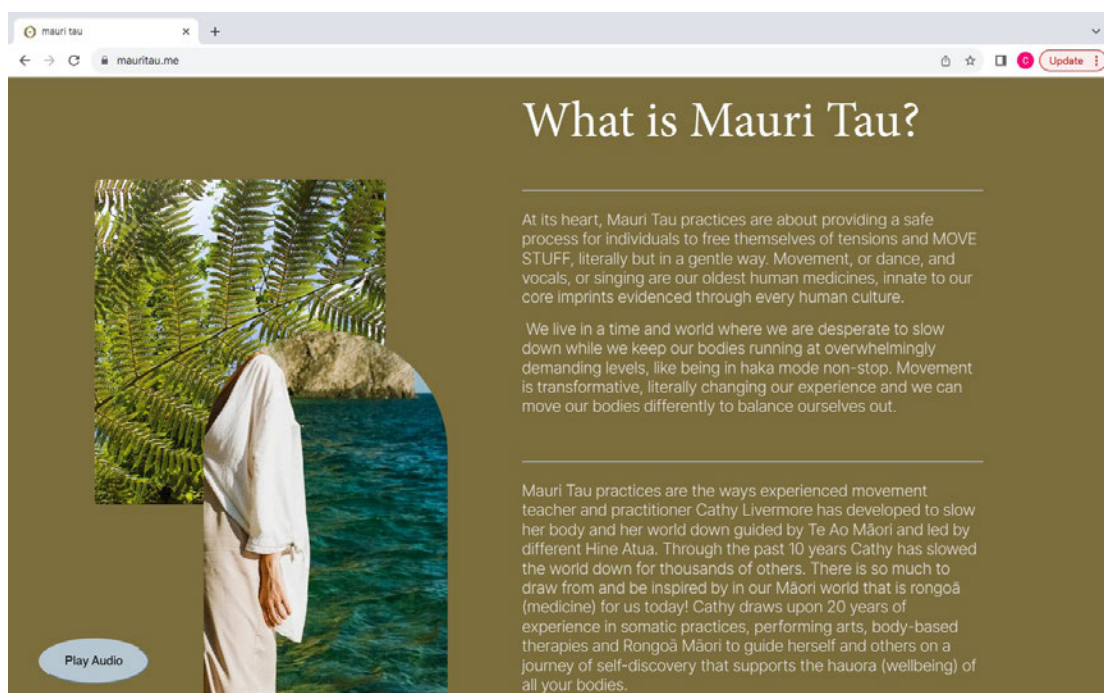 mauri tau
mauritau.me
C
Update
What is Mauri Tau?
At its heart, Mauri Tau practices are about providing a safe
process for individuals to free themselves of tensions and MOVE
STUFF, literally but in a gentle way. Movement, or dance, and
vocals, or singing are our oldest human medicines, innate to our
core imprints evidenced through every human culture.
We live in a time and world where we are desperate to slow
down while we keep our bodies running at overwhelmingly
demanding levels, like being in haka mode non-stop. Movement
is transformative, literally changing our experience and we can
move our bodies differently to balance ourselves out.
Mauri Tau practices are the ways experienced movement
teacher and practitioner Cathy Livermore has developed to slow
her body and her world down guided by Te Ao Māori and led by
different Hine Atua. Through the past 10 years Cathy has slowed
the world down for thousands of others. There is so much to
draw from and be inspired by in our Māori world that is rongoā
(medicine) for us today! Cathy draws upon 20 years of
experience in somatic practices, performing arts, body-based
therapies and Rongoā Māori to guide herself and others on a
journey of self-discovery that supports the hauora (wellbeing) of
all your bodies.
Play Audio